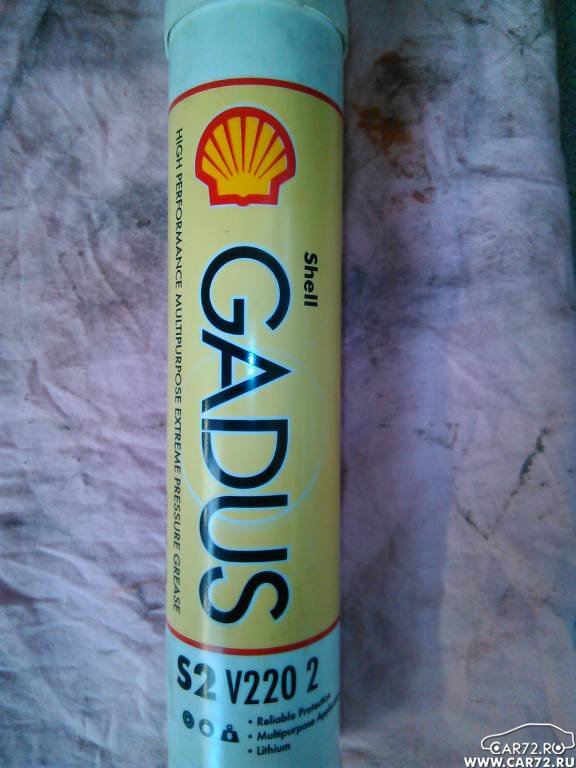 Shell
GADUS
HIGH PERFORMANCE MULTIPURPOSE EXTREME PRESSURE GREASE
S2 V220 2
• Reliable Protection
• Multipurpose
• Lithium
CAR72.RU
WWW.CAR72.RU